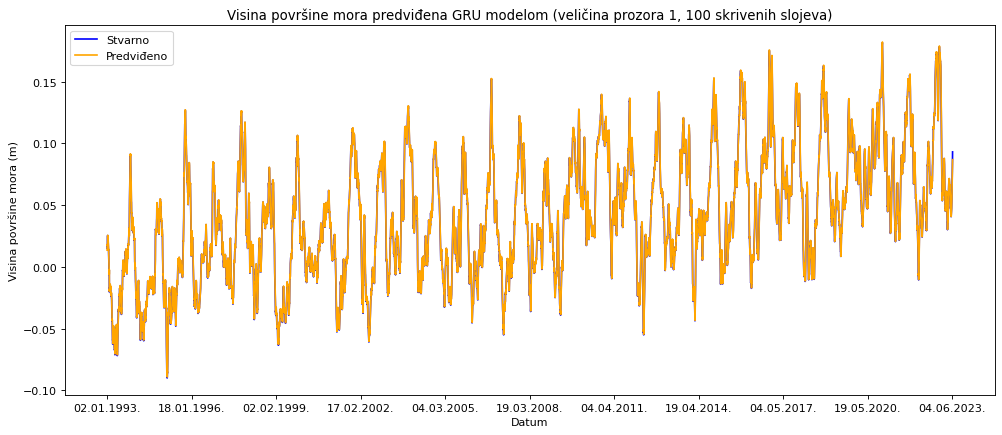 Visina površine mora predviđena GRU modelom (veličina prozora 1, 100 skrivenih slojeva)
Stvarno
Predviđeno
Visina površine mora (m)
0.15
0.10
0.05
0.00
−0.05
−0.10
02.01.1993. 18.01.1996. 02.02.1999. 17.02.2002. 04.03.2005. 19.03.2008. 04.04.2011. 19.04.2014. 04.05.2017. 19.05.2020. 04.06.2023.
Datum